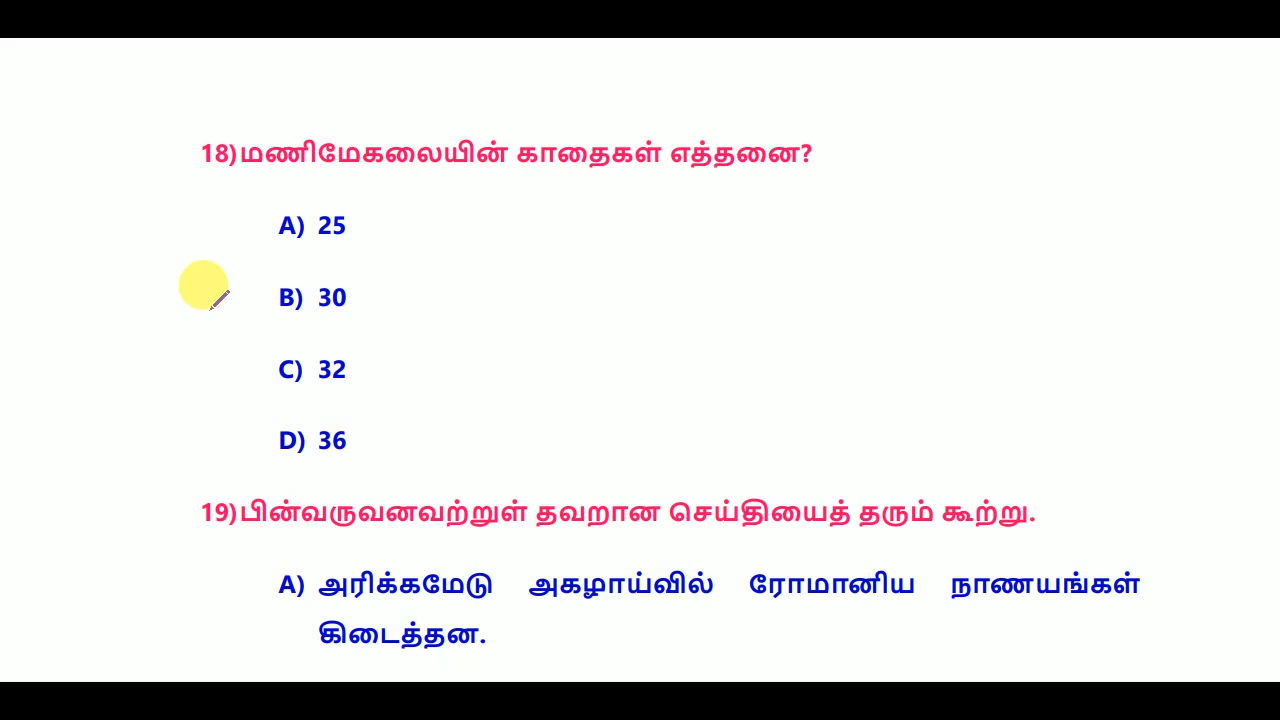 18)மணிமேகலையின் காதைகள் எத்தனை?
A) 25
B) 30
C) 32
D) 36
19)பின்வருவனவற்றுள் தவறான செய்தியைத் தரும் கூற்று.
A) அரிக்கமேடு அகழாய்வில் ரோமானிய நாணயங்கள்
கிடைத்தன.